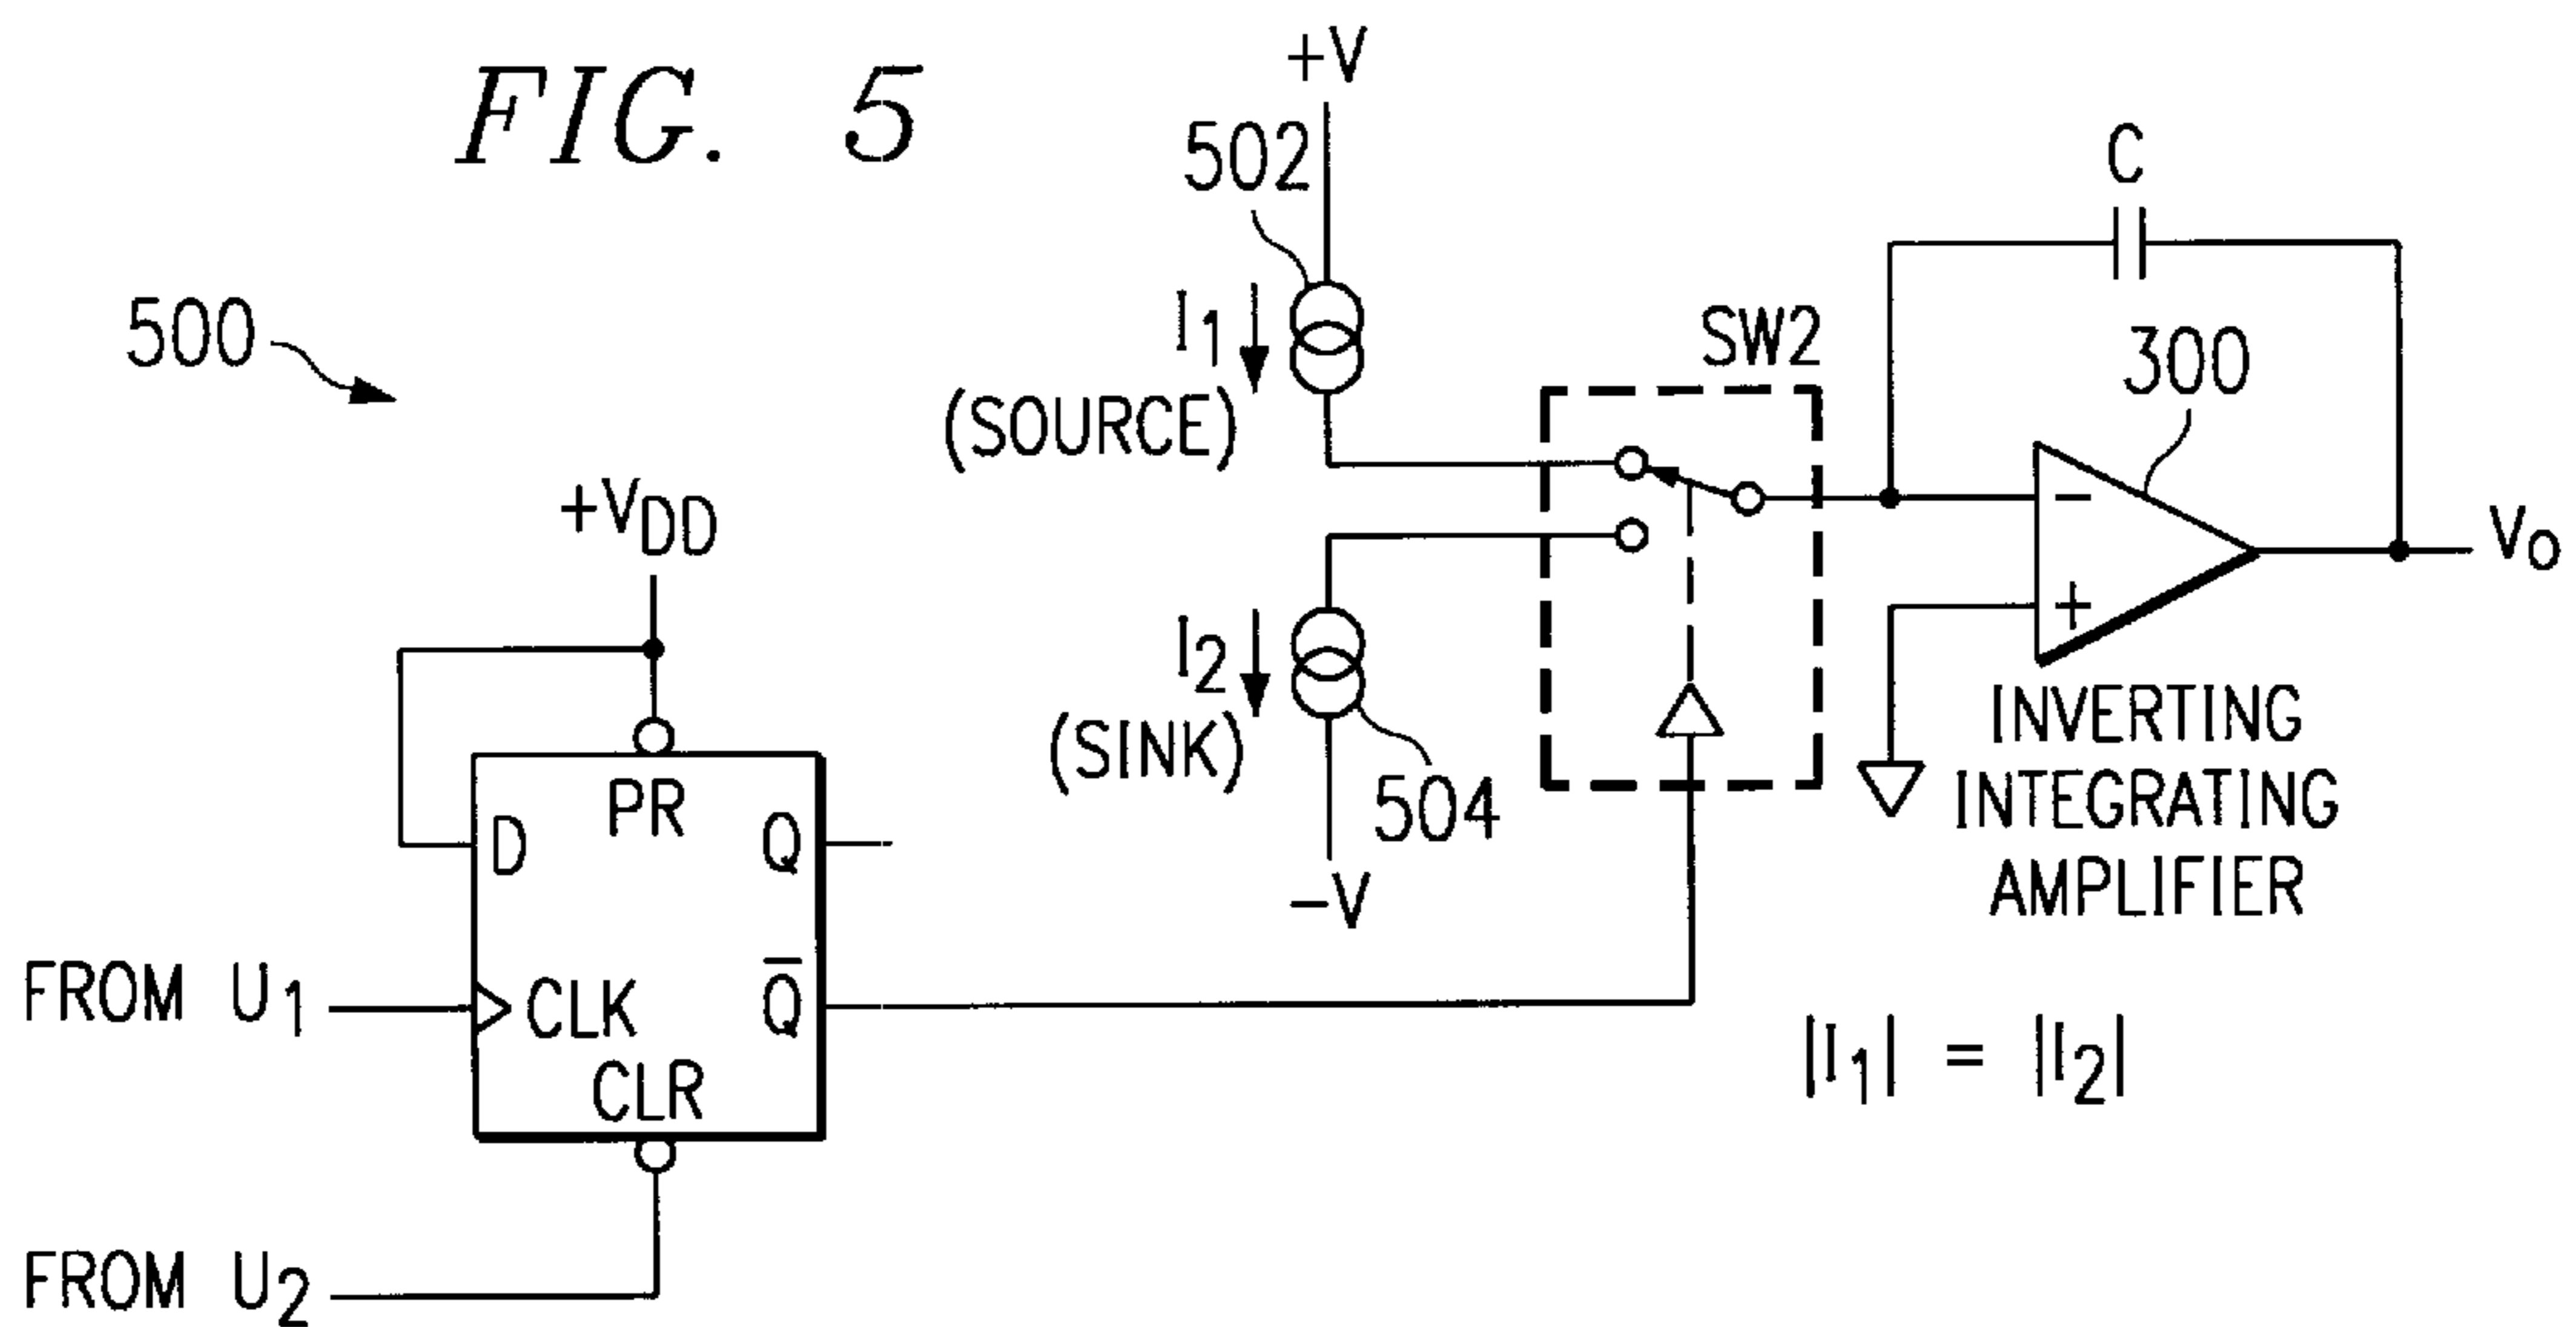 FIG. 5
+V
502
C
500
I1
(SOURCE)
SW2
300
+VDD
−
+
VO
I2
(SINK)
504
−V
INVERTING
INTEGRATING
AMPLIFIER
PR
D
Q
FROM U1
CLK
Q̅
CLR
|I1| = |I2|
FROM U2